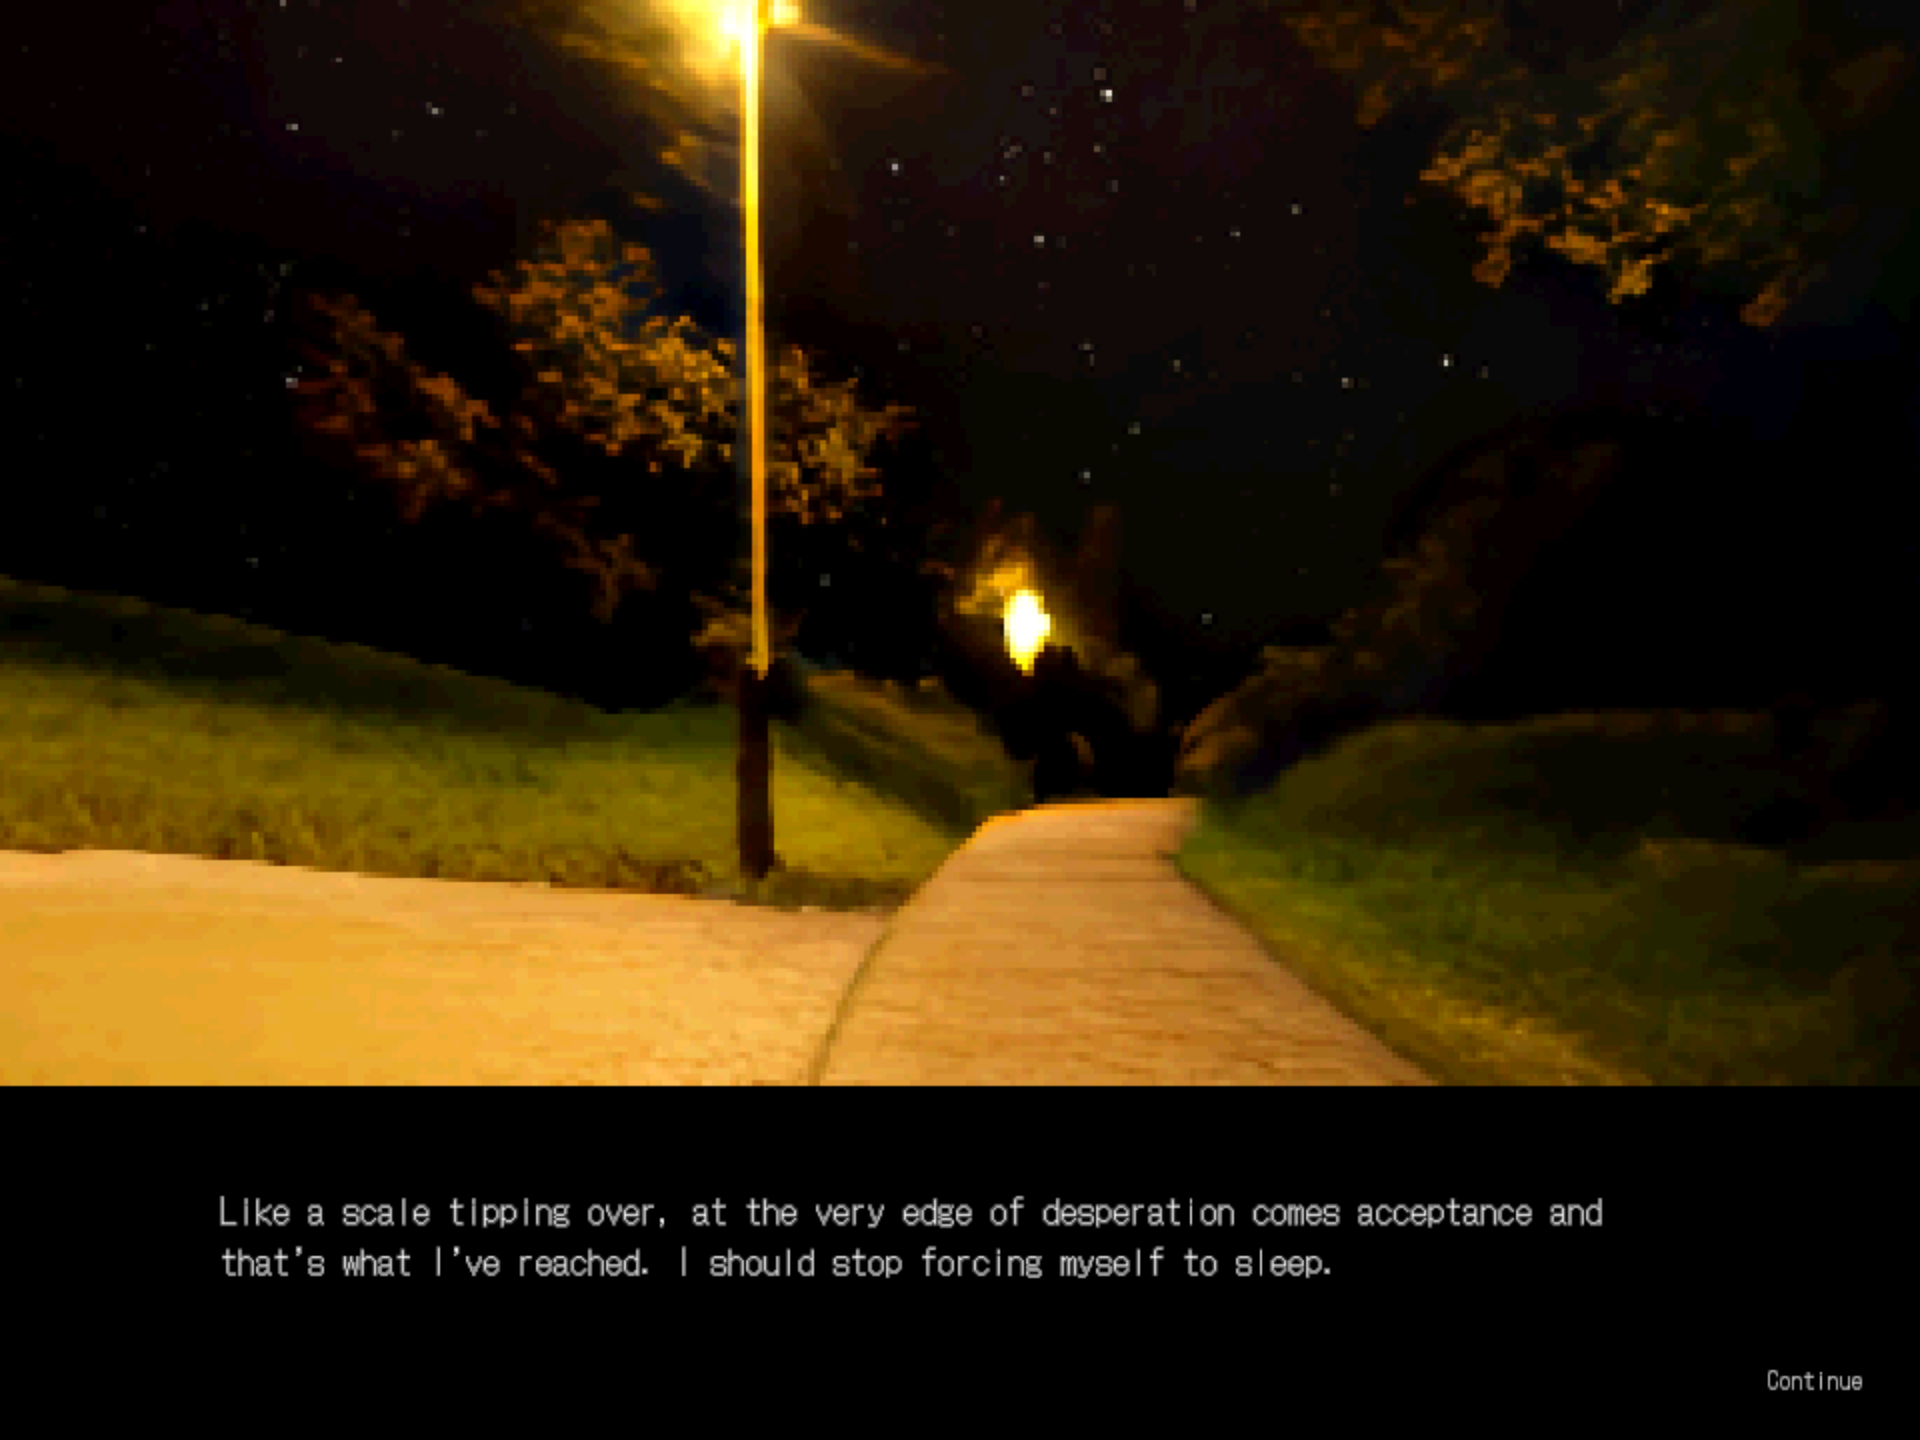 Like a scale tipping over, at the very edge of desperation comes acceptance and
that's what I've reached. I should stop forcing myself to sleep.
Continue